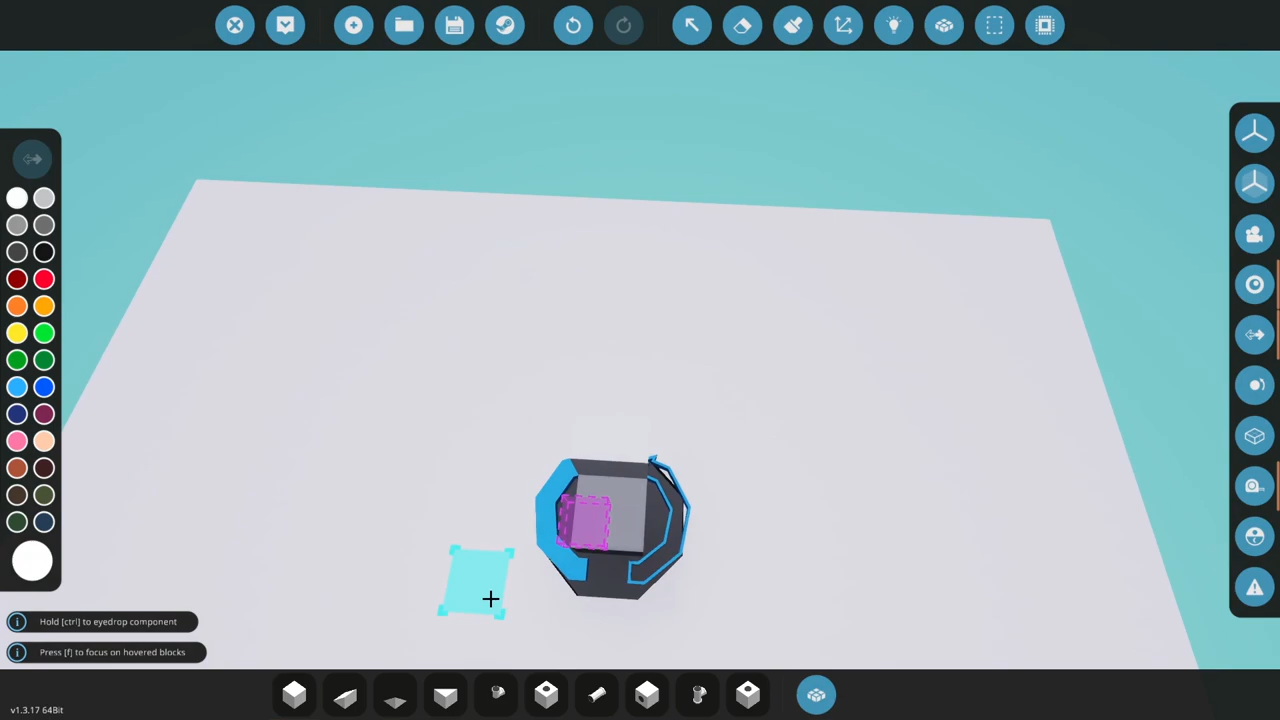 Hold [ctrl] to eyedrop component
Press [f] to focus on hovered blocks
v1.3.17 64Bit